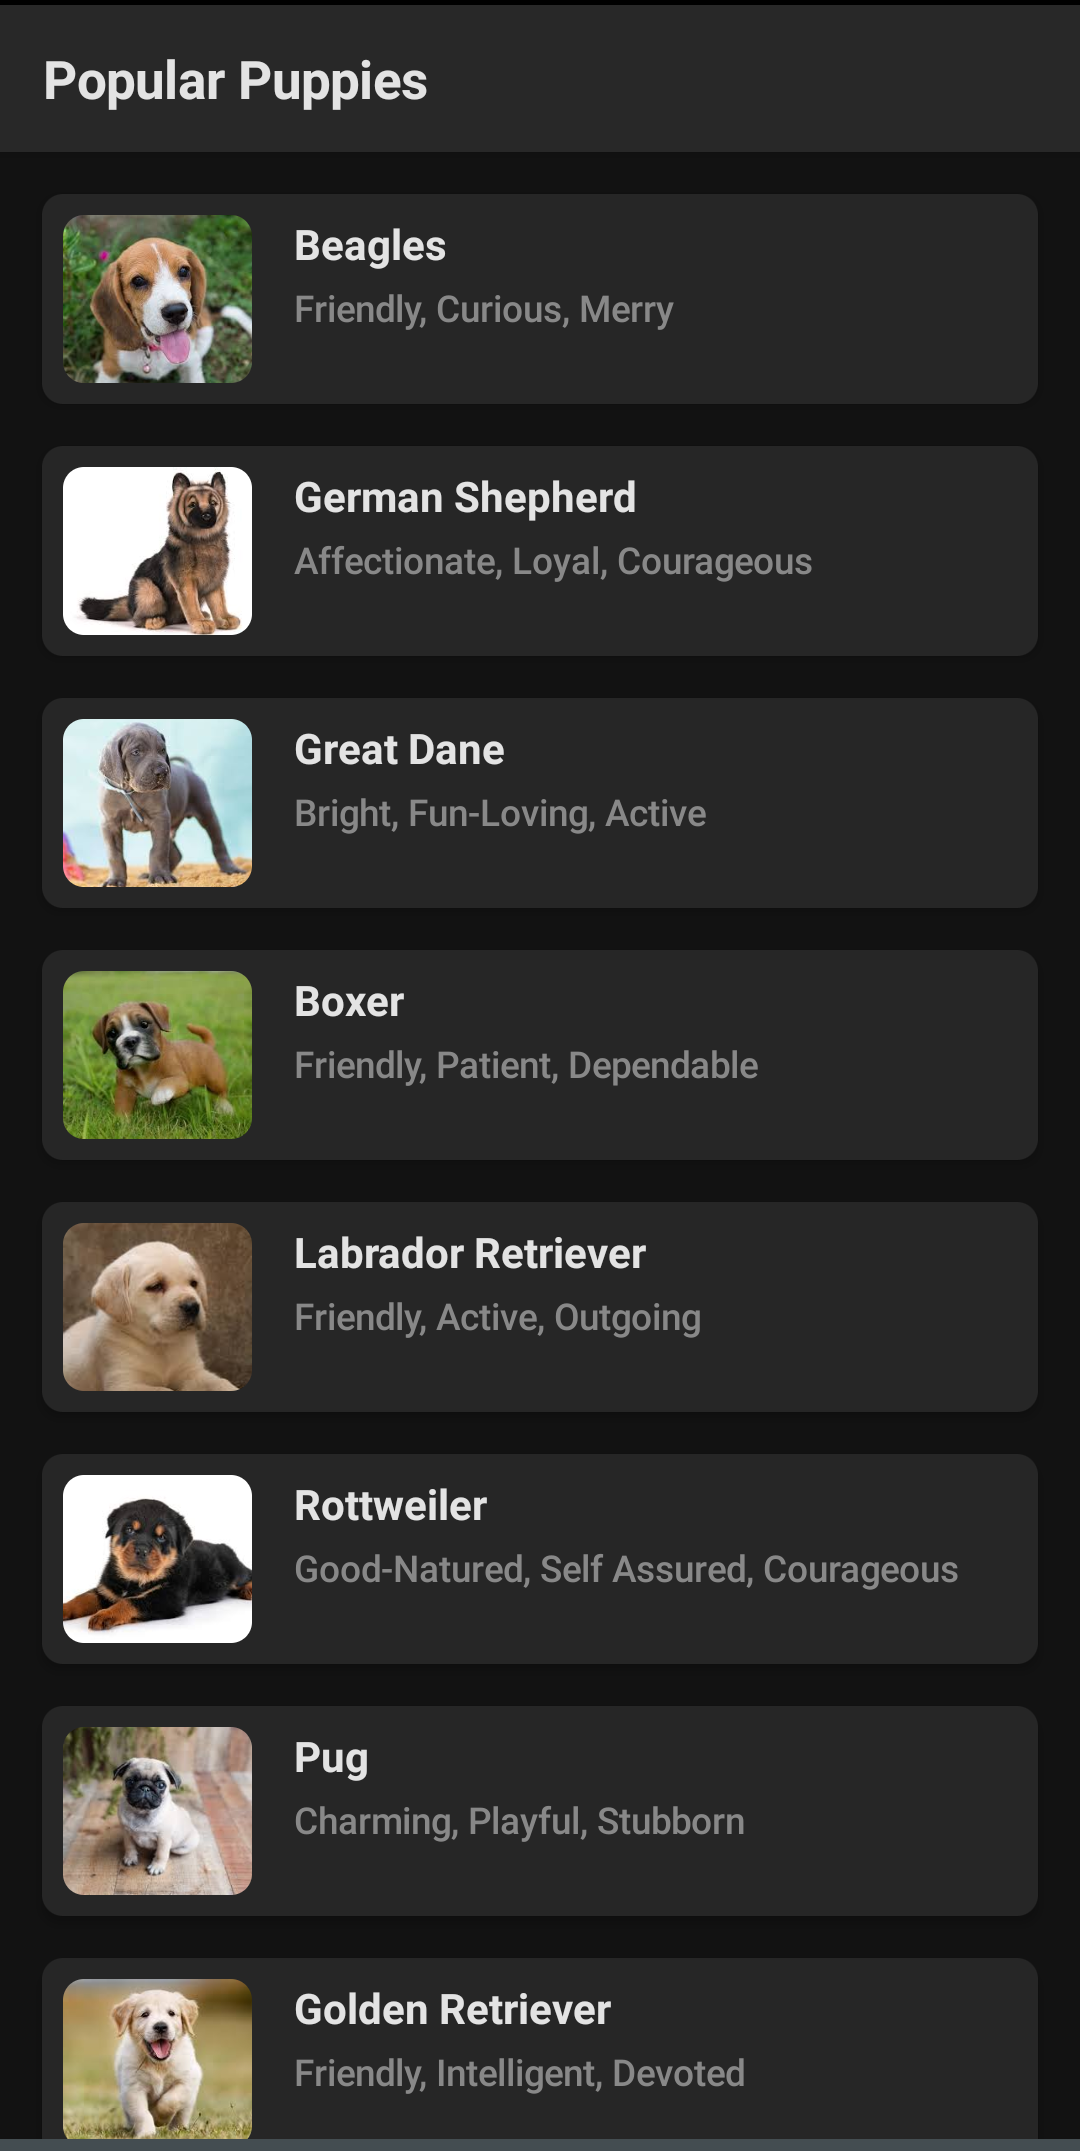 Popular Puppies
Beagles
Friendly, Curious, Merry
German Shepherd
Affectionate, Loyal, Courageous
Great Dane
Bright, Fun-Loving, Active
Boxer
Friendly, Patient, Dependable
Labrador Retriever
Friendly, Active, Outgoing
Rottweiler
Good-Natured, Self Assured, Courageous
Pug
Charming, Playful, Stubborn
Golden Retriever
Friendly, Intelligent, Devoted